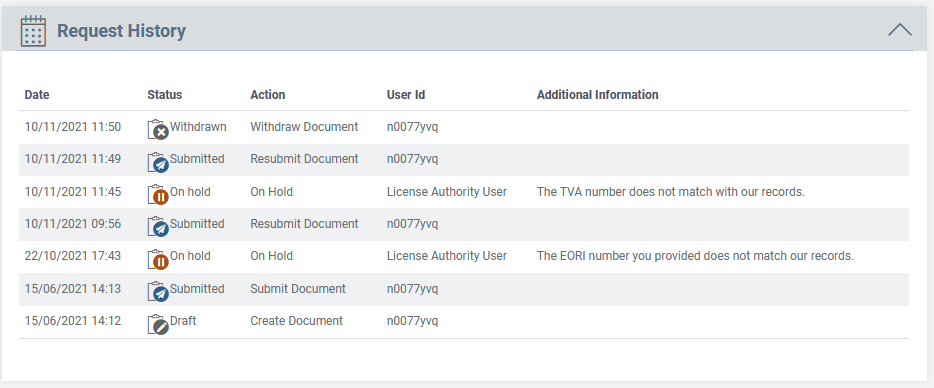 Request History
Date Status Action User Id Additional Information
10/11/2021 11:50 Withdrawn Withdraw Document n0077yvq
10/11/2021 11:49 Submitted Resubmit Document n0077yvq
10/11/2021 11:45 On hold On Hold License Authority User The TVA number does not match with our records.
10/11/2021 09:56 Submitted Resubmit Document n0077yvq
22/10/2021 17:43 On hold On Hold License Authority User The EORI number you provided does not match our records.
15/06/2021 14:13 Submitted Submit Document n0077yvq
15/06/2021 14:12 Draft Create Document n0077yvq